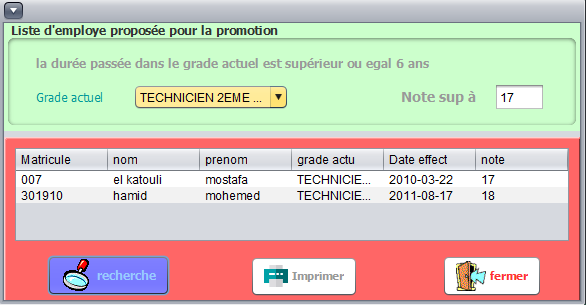 Liste d'employe proposée pour la promotion
la durée passée dans le grade actuel est supérieur ou egal 6 ans
Grade actuel TECHNICIEN 2EME ... Note sup à 17
Matricule nom prenom grade actu Date effect note
007 el katouli mostafa TECHNICIE... 2010-03-22 17
301910 hamid mohemed TECHNICIE... 2011-08-17 18
recherche Imprimer fermer